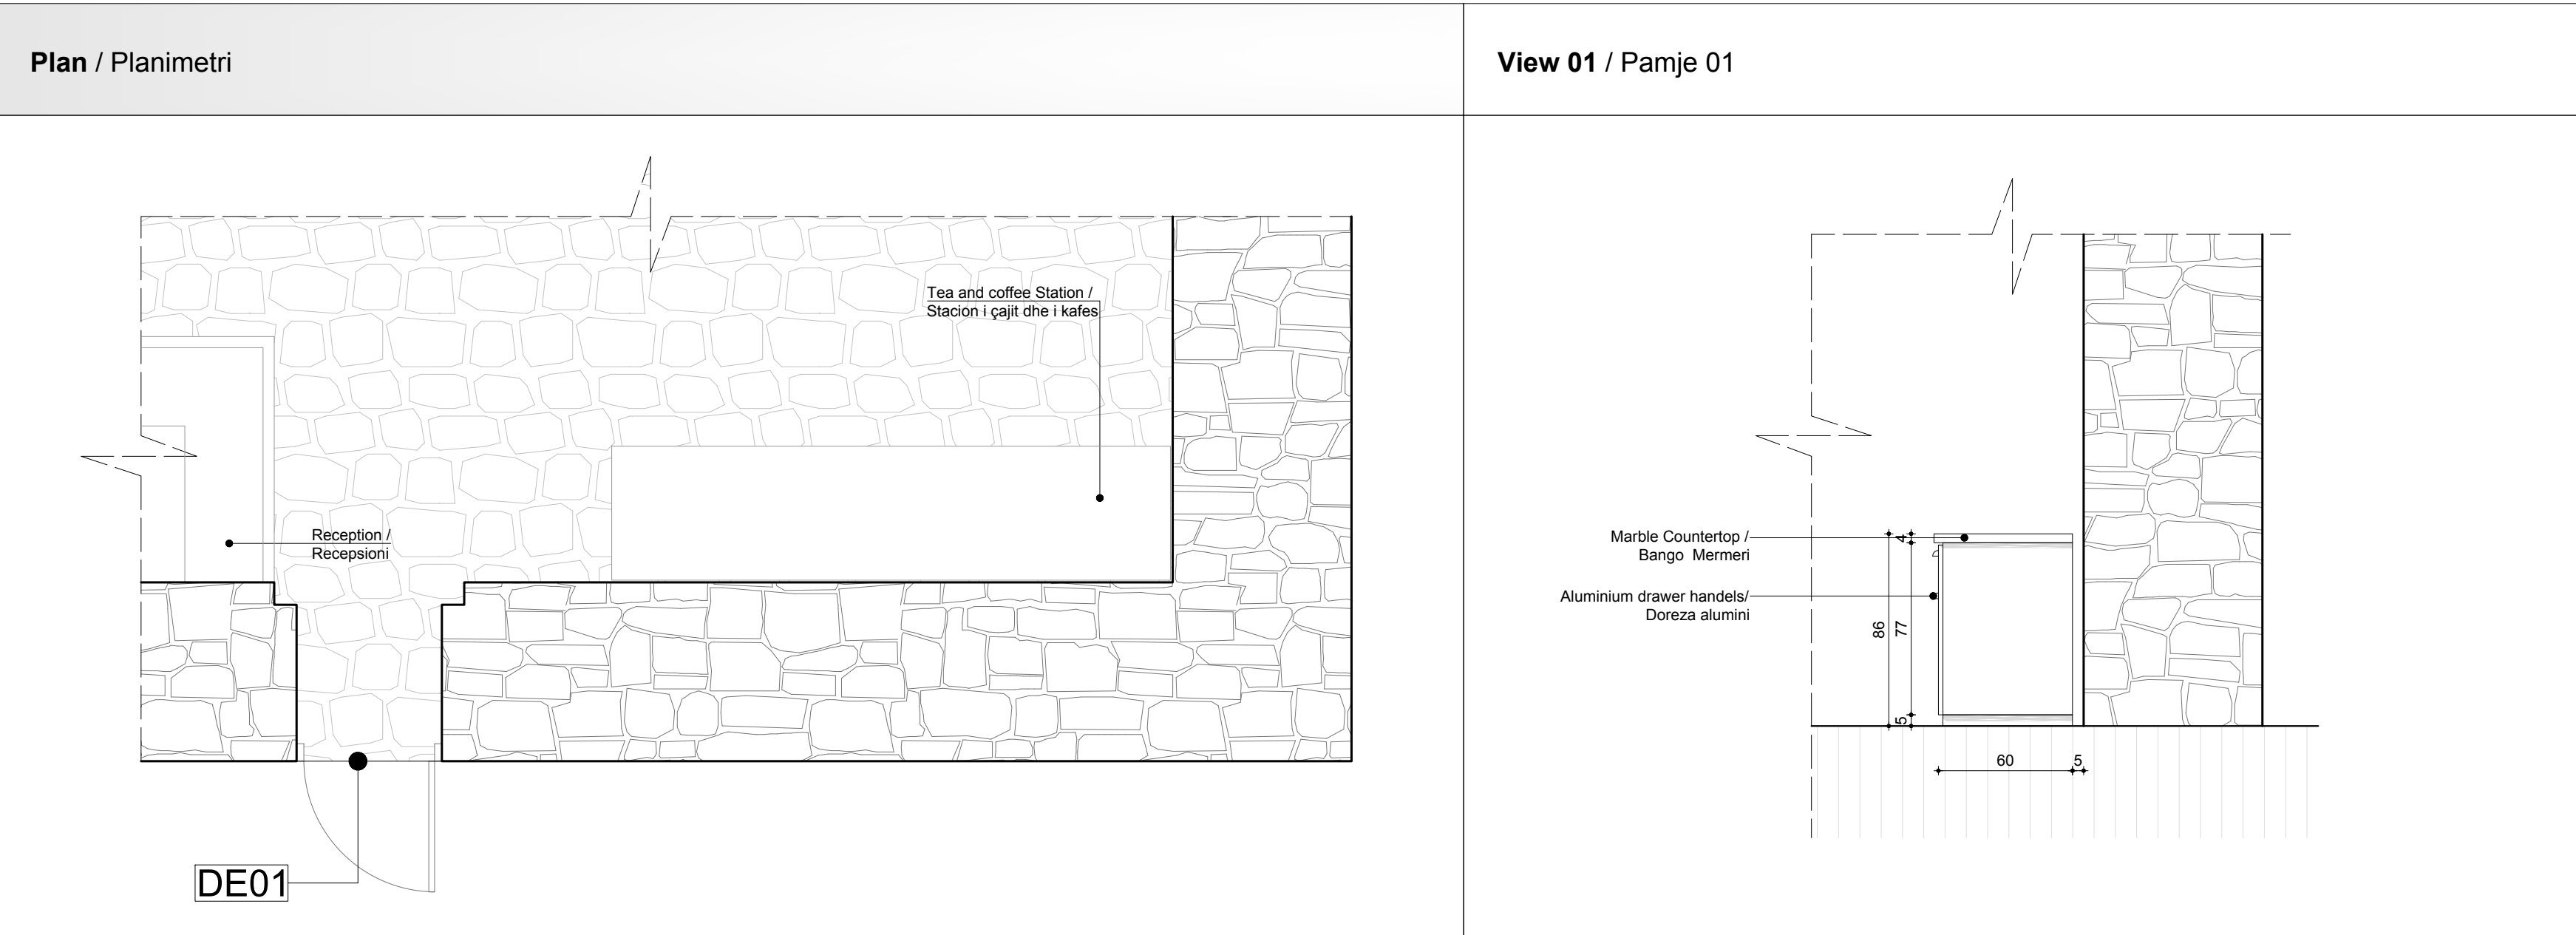 Plan / Planimetri
View 01 / Pamje 01
Tea and coffee Station /
Stacion i çajit dhe i kafes
Reception /
Recepsioni
DE01
Marble Countertop /
Bango Mermeri
Aluminium drawer handels/
Doreza alumini
4
86
77
5
60
5